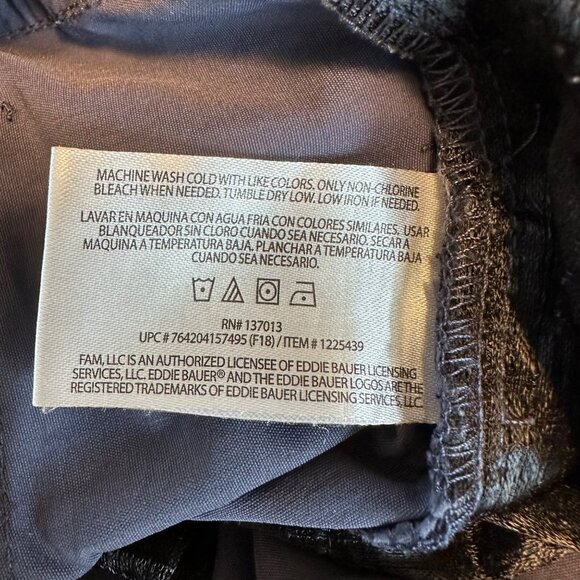 MACHINE WASH COLD WITH LIKE COLORS. ONLY NON-CHLORINE
BLEACH WHEN NEEDED. TUMBLE DRY LOW. LOW IRON IF NEEDED.
LAVAR EN MAQUINA CON AGUA FRIA CON COLORES SIMILARES. USAR
BLANQUEADOR SIN CLORO CUANDO SEA NECESARIO. SECAR A
MAQUINA A TEMPERATURA BAJA. PLANCHAR A TEMPERATURA BAJA
CUANDO SEA NECESARIO.
RN# 137013
UPC # 764204157495 (F18) / ITEM # 1225439
FAM, LLC IS AN AUTHORIZED LICENSEE OF EDDIE BAUER LICENSING
SERVICES, LLC. EDDIE BAUER® AND THE EDDIE BAUER LOGOS ARE THE
REGISTERED TRADEMARKS OF EDDIE BAUER LICENSING SERVICES, LLC.